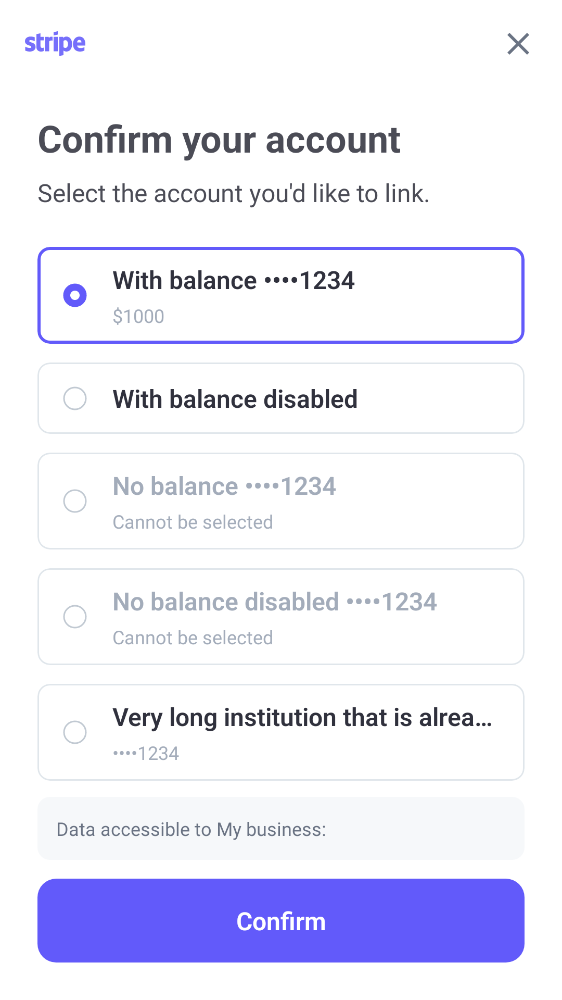 stripe
Confirm your account
Select the account you'd like to link.
With balance ••••1234
$1000
With balance disabled
No balance ••••1234
Cannot be selected
No balance disabled ••••1234
Cannot be selected
Very long institution that is alrea...
••••1234
Data accessible to My business:
Confirm